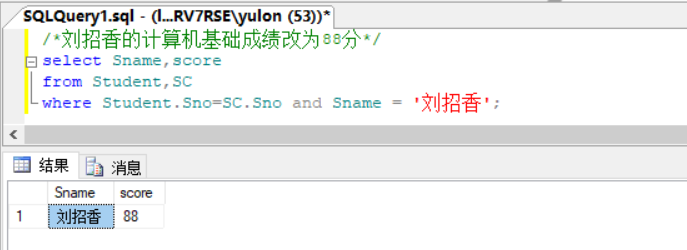 SQLQuery1.sql - (l...RV7RSE\yulon (53))*
/*刘招香的计算机基础成绩改为88分*/
select Sname,score
from Student,SC
where Student.Sno=SC.Sno and Sname = '刘招香';
结果 消息
Sname score
1 刘招香 88